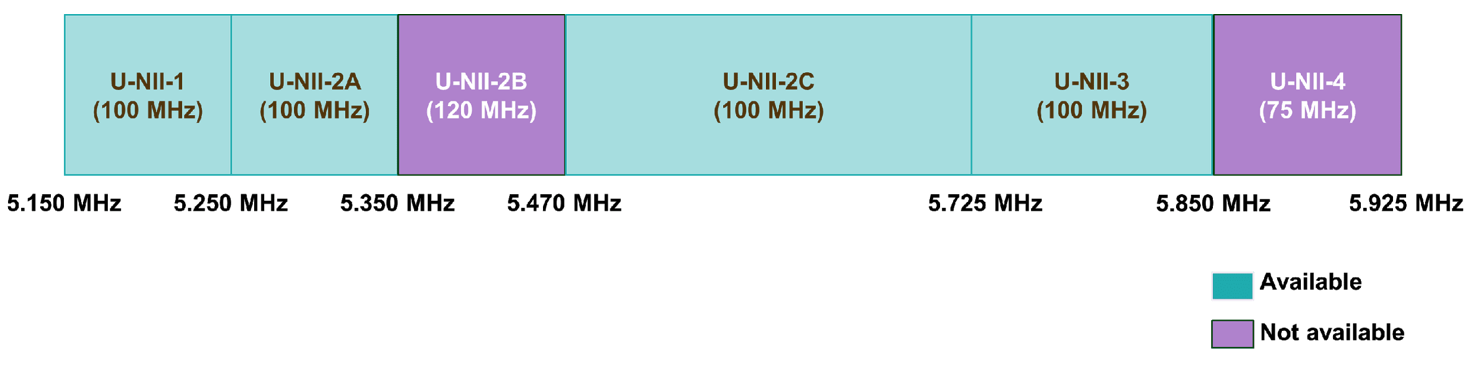 U-NII-1
(100 MHz)
U-NII-2A
(100 MHz)
U-NII-2B
(120 MHz)
U-NII-2C
(100 MHz)
U-NII-3
(100 MHz)
U-NII-4
(75 MHz)
5.150 MHz
5.250 MHz
5.350 MHz
5.470 MHz
5.725 MHz
5.850 MHz
5.925 MHz
Available
Not available